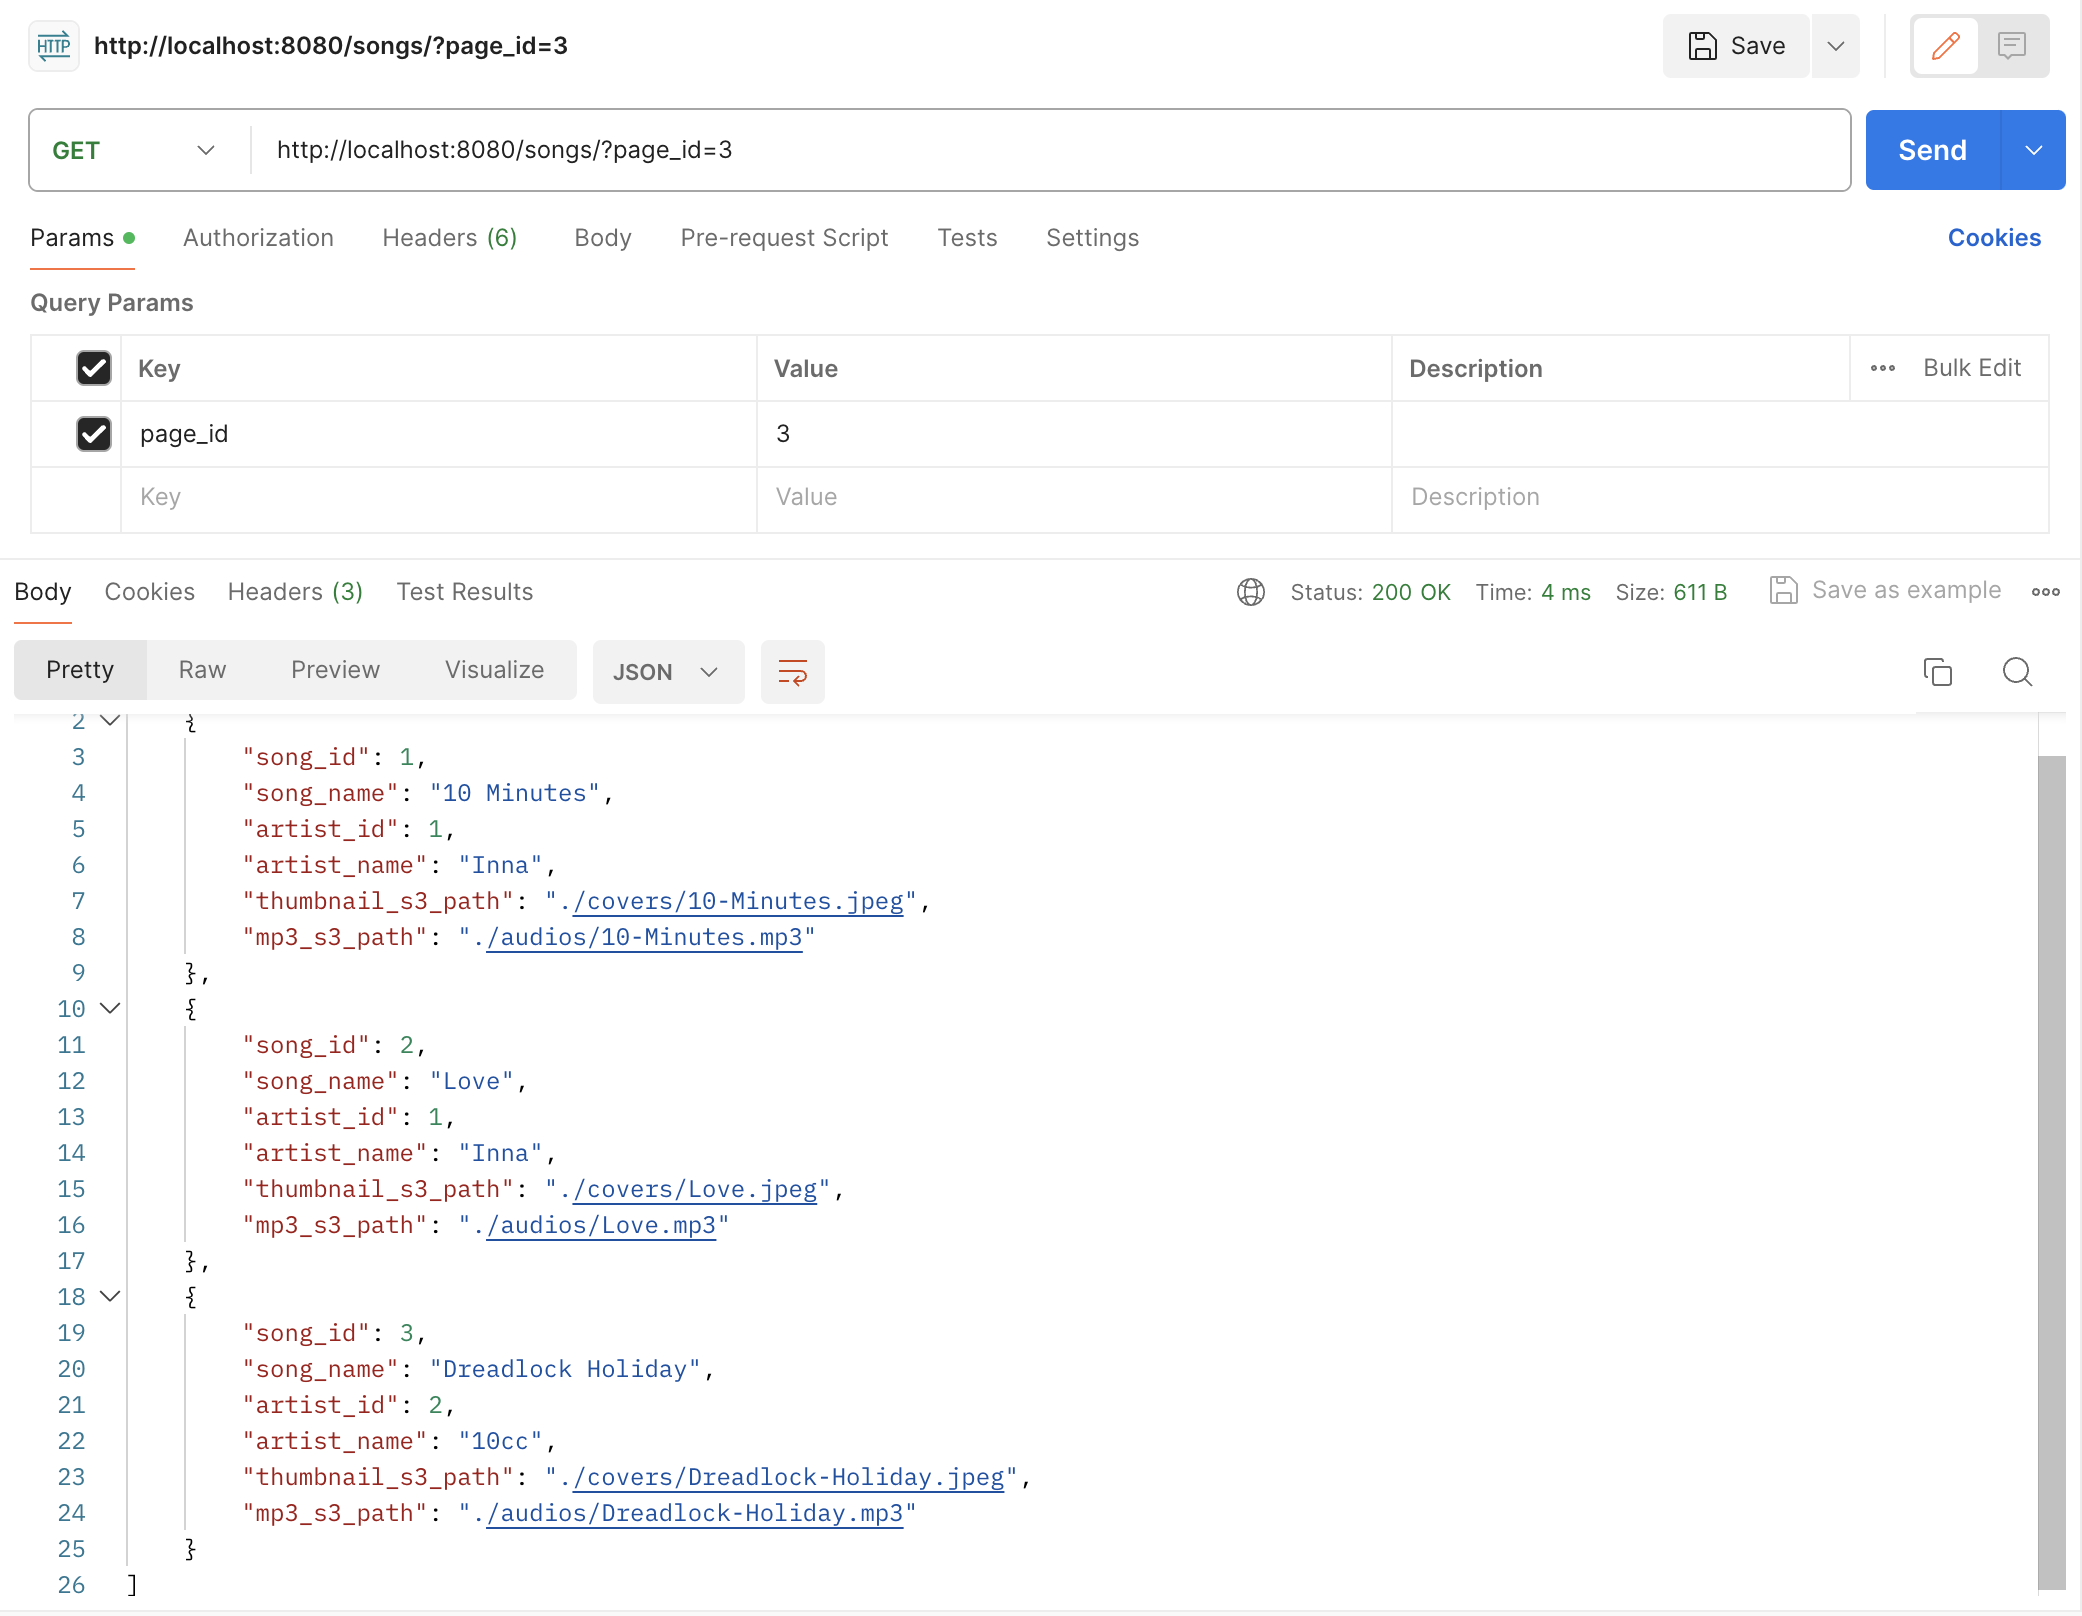 HTTP http://localhost:8080/songs/?page_id=3 Save
GET http://localhost:8080/songs/?page_id=3 Send
Params Authorization Headers (6) Body Pre-request Script Tests Settings Cookies
Query Params
Key Value Description Bulk Edit
page_id 3
Key Value Description
Body Cookies Headers (3) Test Results Status: 200 OK Time: 4 ms Size: 611 B Save as example
Pretty Raw Preview Visualize JSON
2 {
3 "song_id": 1,
4 "song_name": "10 Minutes",
5 "artist_id": 1,
6 "artist_name": "Inna",
7 "thumbnail_s3_path": "./covers/10-Minutes.jpeg",
8 "mp3_s3_path": "./audios/10-Minutes.mp3"
9 },
10 {
11 "song_id": 2,
12 "song_name": "Love",
13 "artist_id": 1,
14 "artist_name": "Inna",
15 "thumbnail_s3_path": "./covers/Love.jpeg",
16 "mp3_s3_path": "./audios/Love.mp3"
17 },
18 {
19 "song_id": 3,
20 "song_name": "Dreadlock Holiday",
21 "artist_id": 2,
22 "artist_name": "10cc",
23 "thumbnail_s3_path": "./covers/Dreadlock-Holiday.jpeg",
24 "mp3_s3_path": "./audios/Dreadlock-Holiday.mp3"
25 }
26 ]